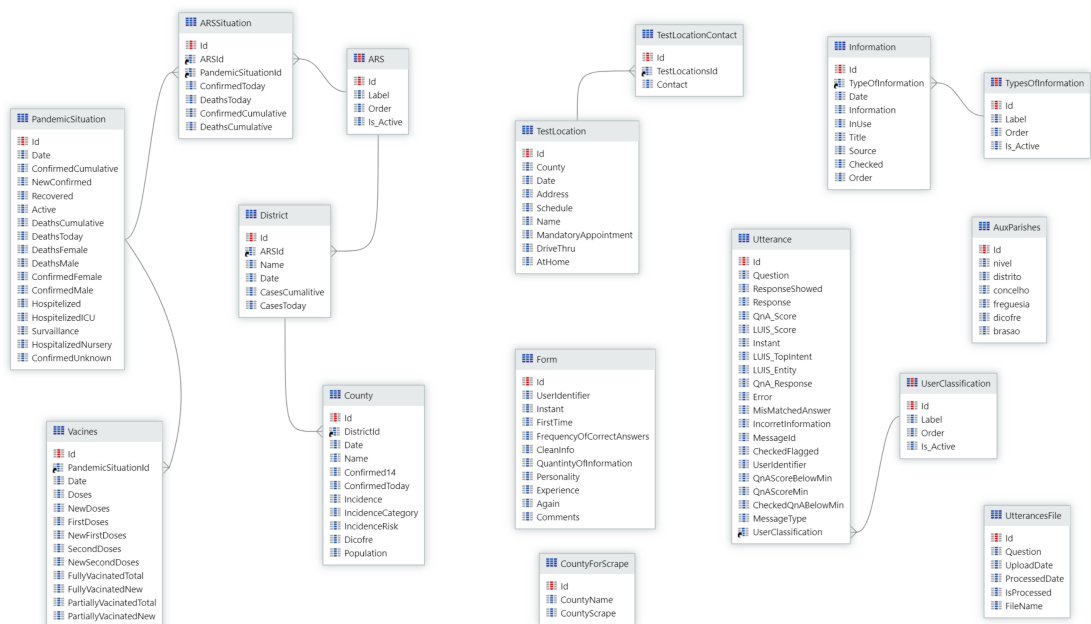 ARSSituation
Id
ARSId
PandemicSituationId
ConfirmedToday
DeathsToday
ConfirmedCumulative
DeathsCumulative
ARS
Id
Label
Order
Is_Active
PandemicSituation
Id
Date
ConfirmedCumulative
NewConfirmed
Recovered
Active
DeathsCumulative
DeathsToday
DeathsFemale
DeathsMale
ConfirmedFemale
ConfirmedMale
Hospitelized
HospitelizedICU
Survaillance
HospitalizedNursery
ConfirmedUnknown
District
Id
ARSId
Name
Date
CasesCumalitive
CasesToday
County
Id
DistrictId
Date
Name
Confirmed14
ConfirmedToday
Incidence
IncidenceCategory
IncidenceRisk
Dicofre
Population
Vacines
Id
PandemicSituationId
Date
Doses
NewDoses
FirstDoses
NewFirstDoses
SecondDoses
NewSecondDoses
FullyVacinatedTotal
FullyVacinatedNew
PartiallyVacinatedTotal
PartiallyVacinatedNew
TestLocationContact
Id
TestLocationsId
Contact
TestLocation
Id
County
Date
Address
Schedule
Name
MandatoryAppointment
DriveThru
AtHome
Form
Id
UserIdentifier
Instant
FirstTime
FrequencyOfCorrectAnswers
CleanInfo
QuantintyOfInformation
Personality
Experience
Again
Comments
CountyForScrape
Id
CountyName
CountyScrape
Information
Id
TypeOfInformation
Date
Information
InUse
Title
Source
Checked
Order
TypesOfInformation
Id
Label
Order
Is_Active
Utterance
Id
Question
ResponseShowed
Response
QnA_Score
LUIS_Score
Instant
LUIS_TopIntent
LUIS_Entity
QnA_Response
Error
MisMatchedAnswer
IncorretInformation
MessageId
CheckedFlagged
UserIdentifier
QnAScoreBelowMin
QnAScoreMin
CheckedQnABelowMin
MessageType
UserClassification
AuxParishes
Id
nivel
distrito
concelho
freguesia
dicofre
brasao
UserClassification
Id
Label
Order
Is_Active
UtterancesFile
Id
Question
UploadDate
ProcessedDate
IsProcessed
FileName